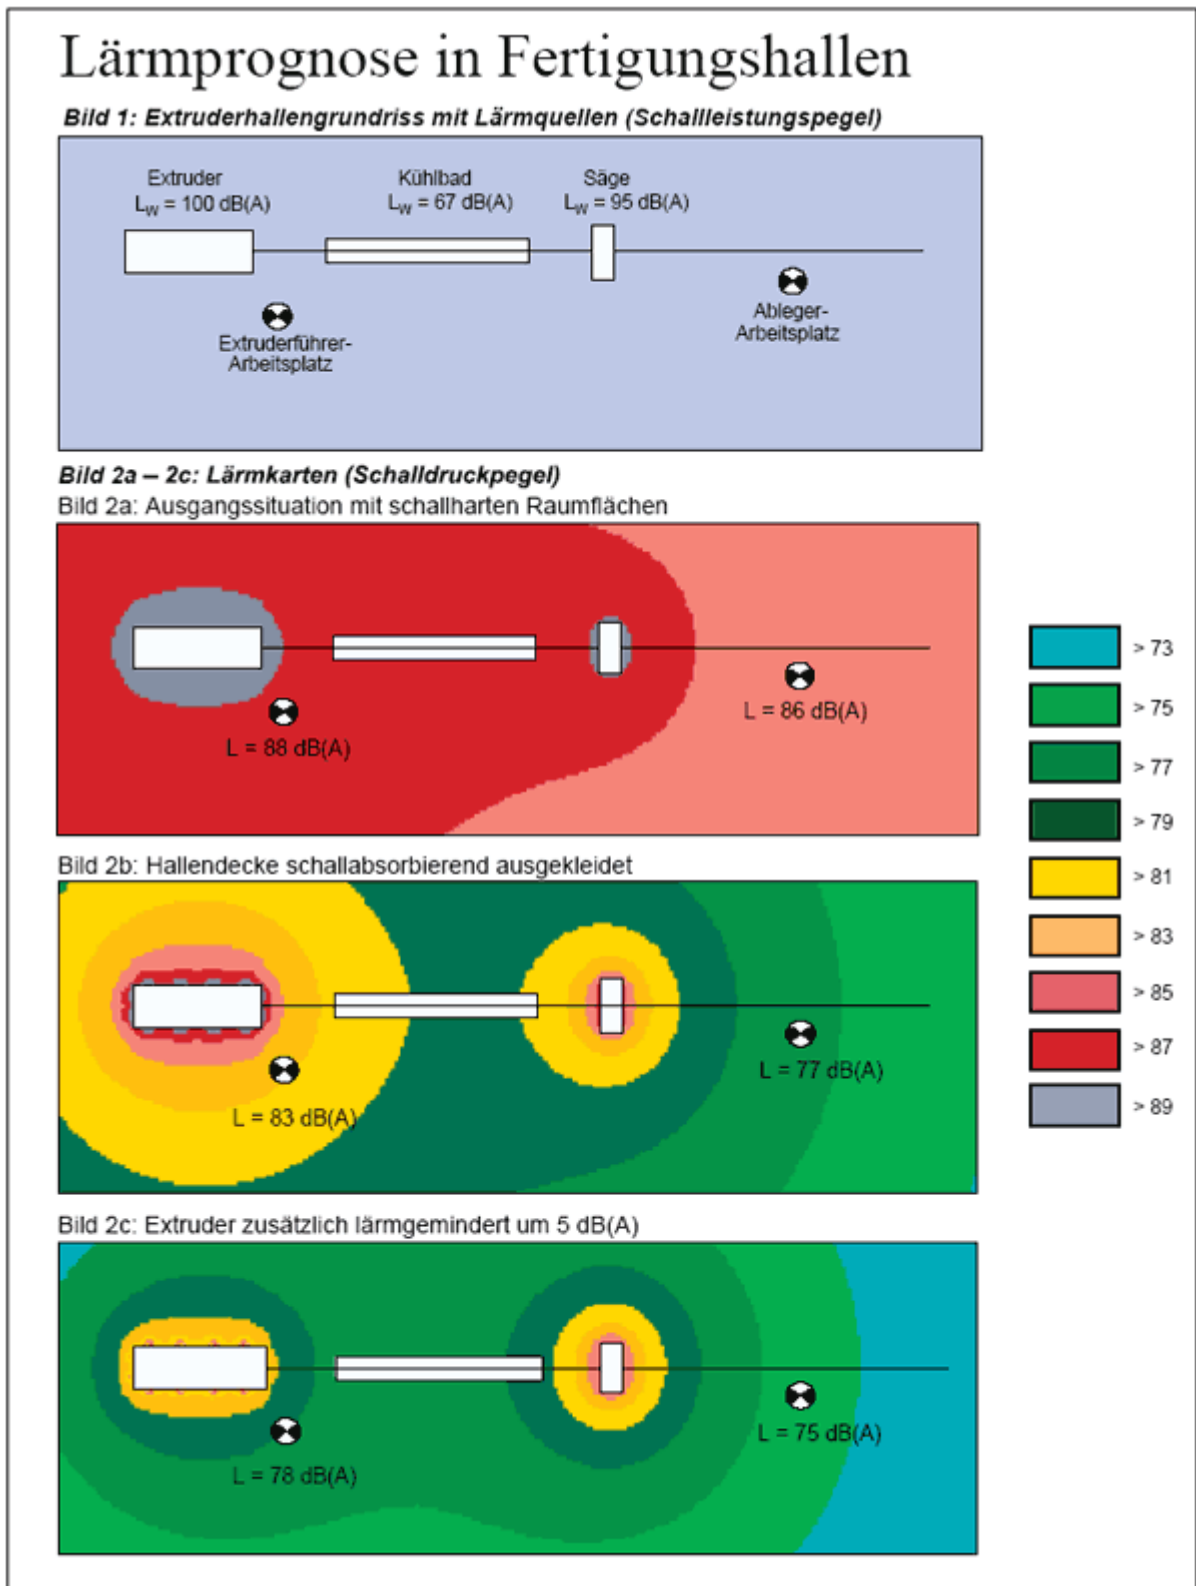 Lärmprognose in Fertigungshallen
Bild 1: Extruderhallengrundriss mit Lärmquellen (Schallleistungspegel)
Extruder
LW = 100 dB(A)
Kühlbad
LW = 67 dB(A)
Säge
LW = 95 dB(A)
Extruderführer-
Arbeitsplatz
Ableger-
Arbeitsplatz
Bild 2a – 2c: Lärmkarten (Schalldruckpegel)
Bild 2a: Ausgangssituation mit schallharten Raumflächen
L = 88 dB(A)
L = 86 dB(A)
Bild 2b: Hallendecke schallabsorbierend ausgekleidet
L = 83 dB(A)
L = 77 dB(A)
Bild 2c: Extruder zusätzlich lärmgemindert um 5 dB(A)
L = 78 dB(A)
L = 75 dB(A)
> 73
> 75
> 77
> 79
> 81
> 83
> 85
> 87
> 89